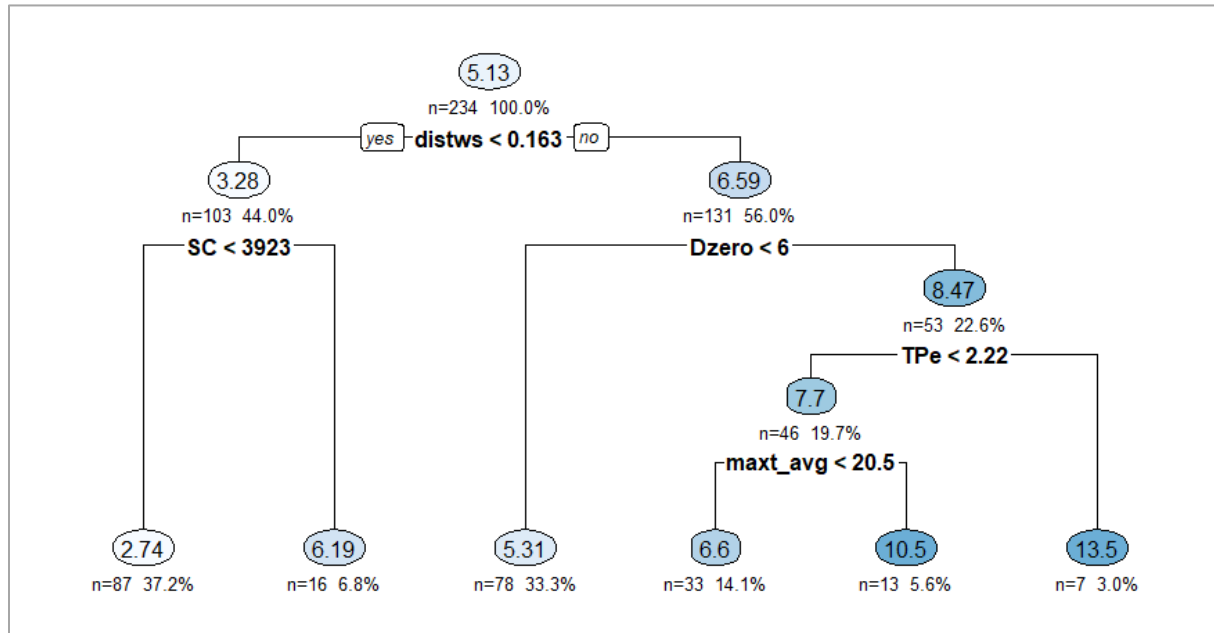 5.13
n=234 100.0%
yes distws < 0.163 no
3.28 6.59
n=103 44.0% n=131 56.0%
SC < 3923 Dzero < 6
8.47
n=53 22.6%
TPe < 2.22
7.7
n=46 19.7%
maxt_avg < 20.5
2.74 6.19 5.31 6.6 10.5 13.5
n=87 37.2% n=16 6.8% n=78 33.3% n=33 14.1% n=13 5.6% n=7 3.0%